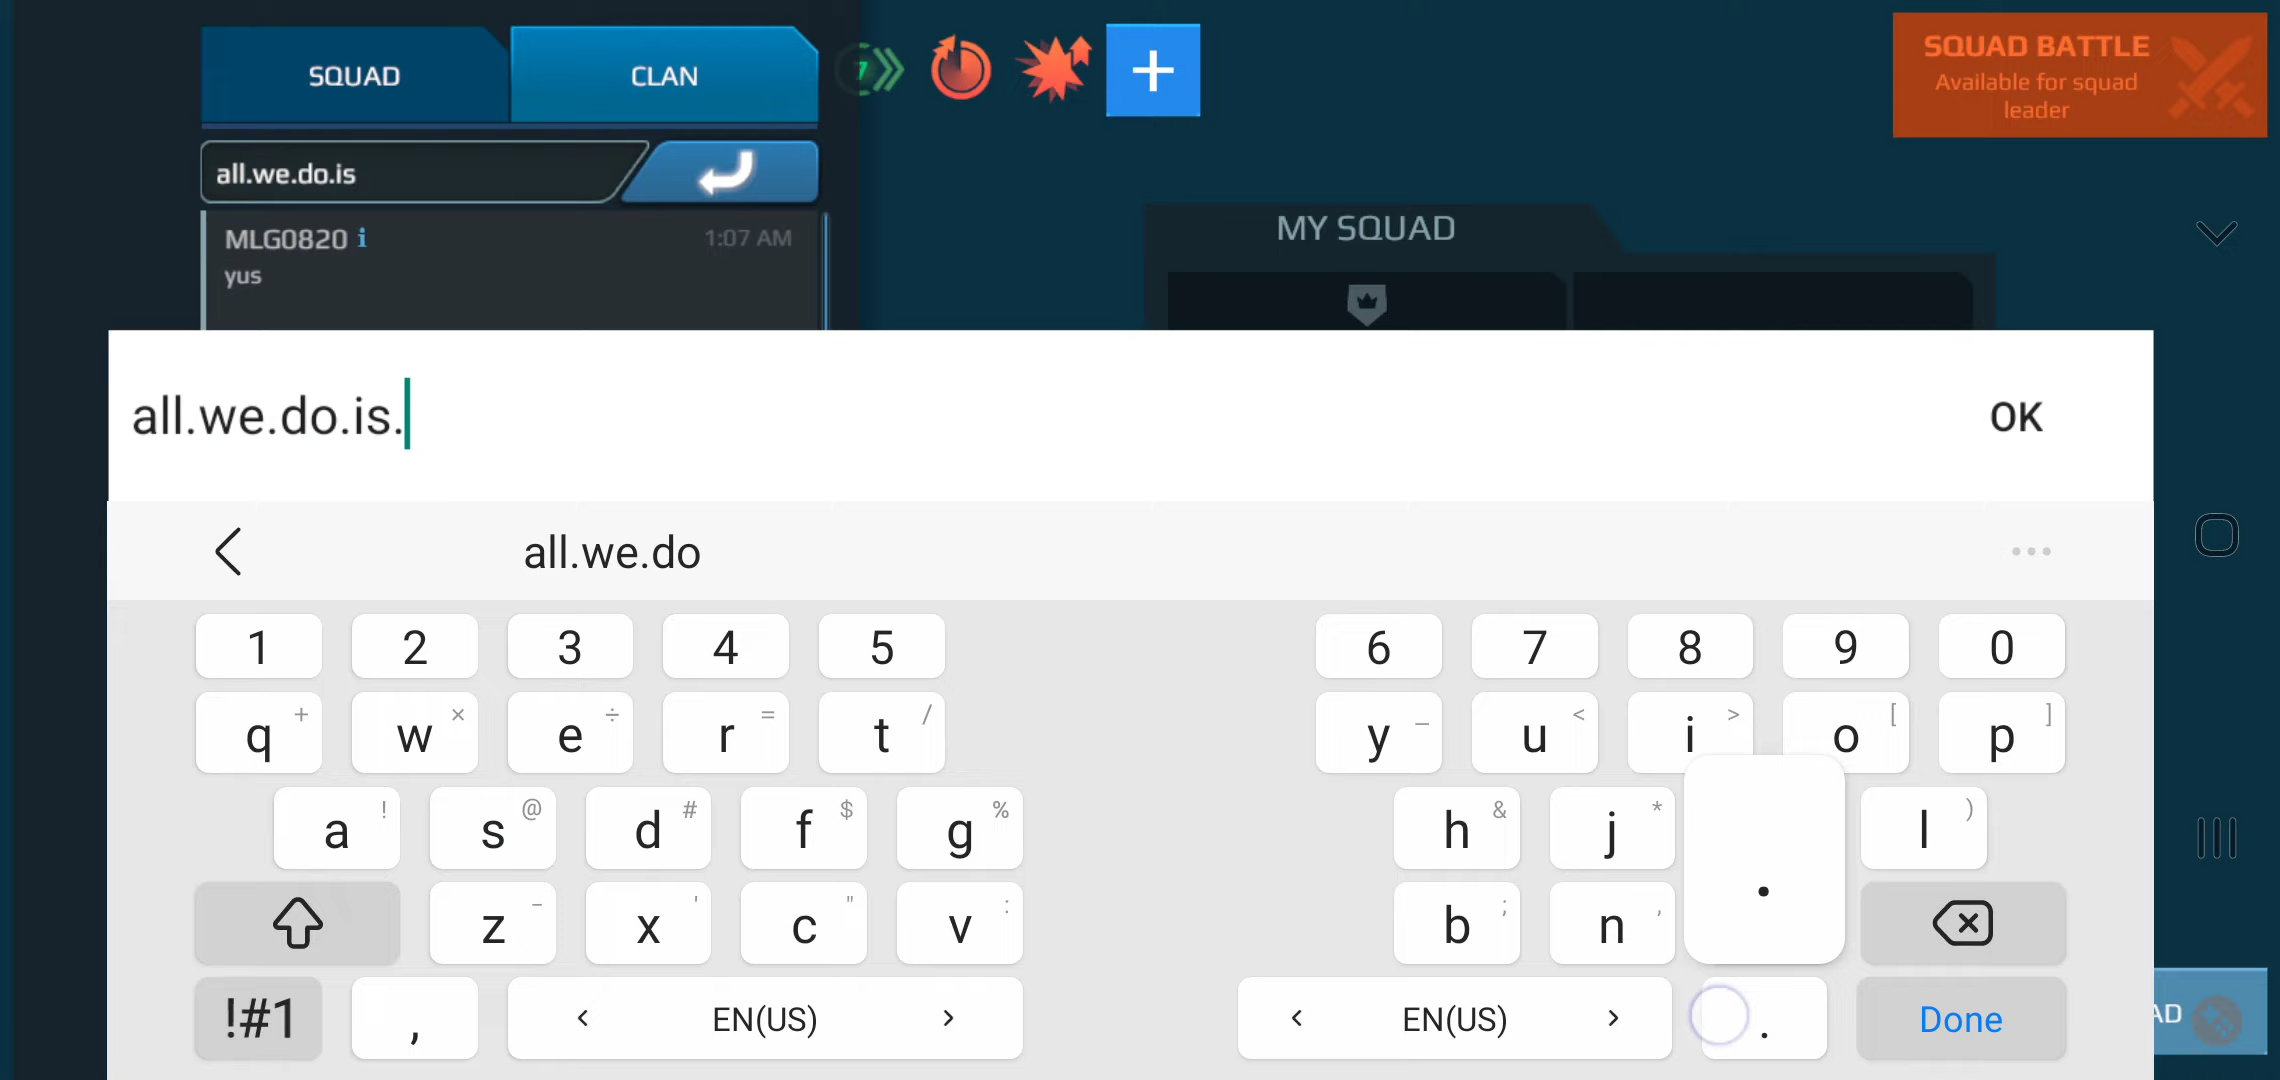 SQUAD
CLAN
7
SQUAD BATTLE
Available for squad
leader
all.we.do.is
MLG0820 i
1:07 AM
yus
MY SQUAD
all.we.do.is.
OK
all.we.do
1 2 3 4 5 6 7 8 9 0
q + w × e ÷ r = t / y _ u < i > o [ p ]
a ! s @ d # f $ g % h & j * l )
z - x ' c " v : b ; n , .
!#1 , < EN(US) > < EN(US) > . Done
AD